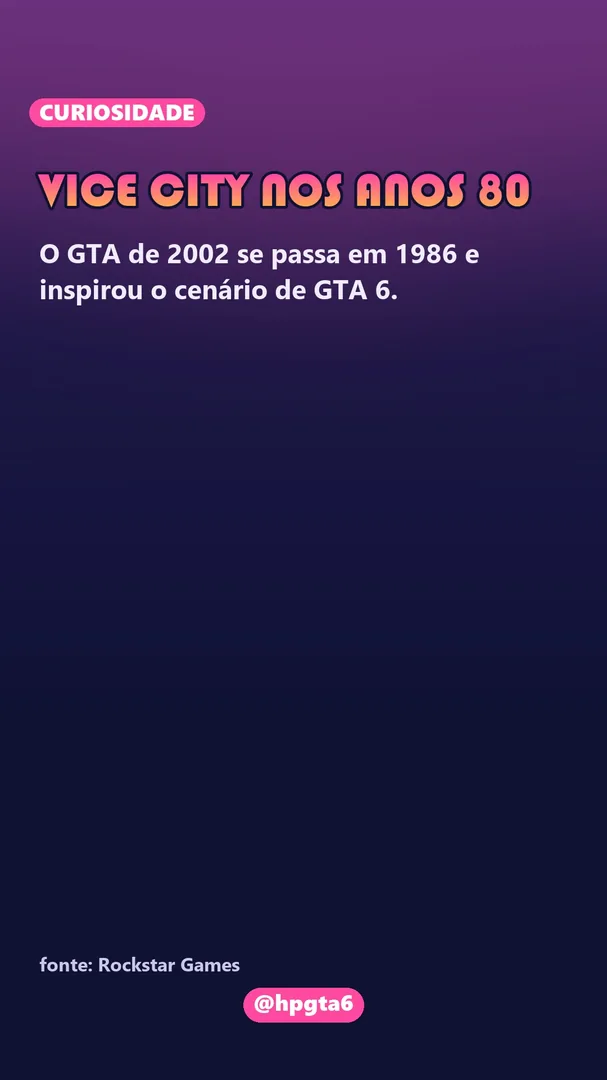 CURIOSIDADE
VICE CITY NOS ANOS 80
O GTA de 2002 se passa em 1986 e
inspirou o cenário de GTA 6.
fonte: Rockstar Games
@hpgta6